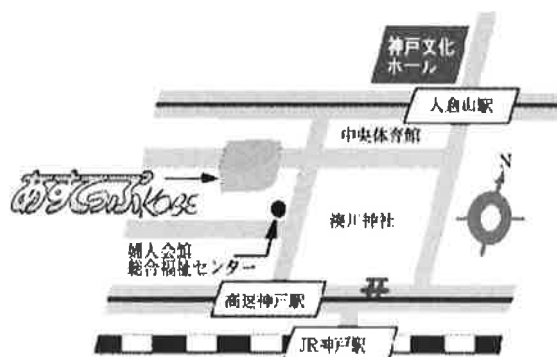 神戸文化
ホール
大倉山駅
中央体育館
あすてっぷKOBE
N
湊川神社
婦人会館
総合福祉センター
高速神戸駅
JR神戸駅